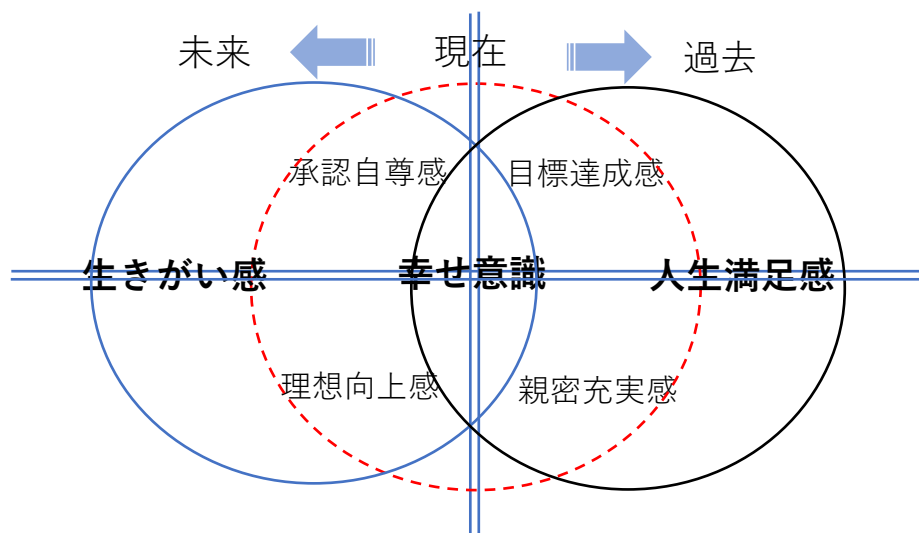 未来 現在 過去
承認自尊感 目標達成感
生きがい感 幸せ意識 人生満足感
理想向上感 親密充実感